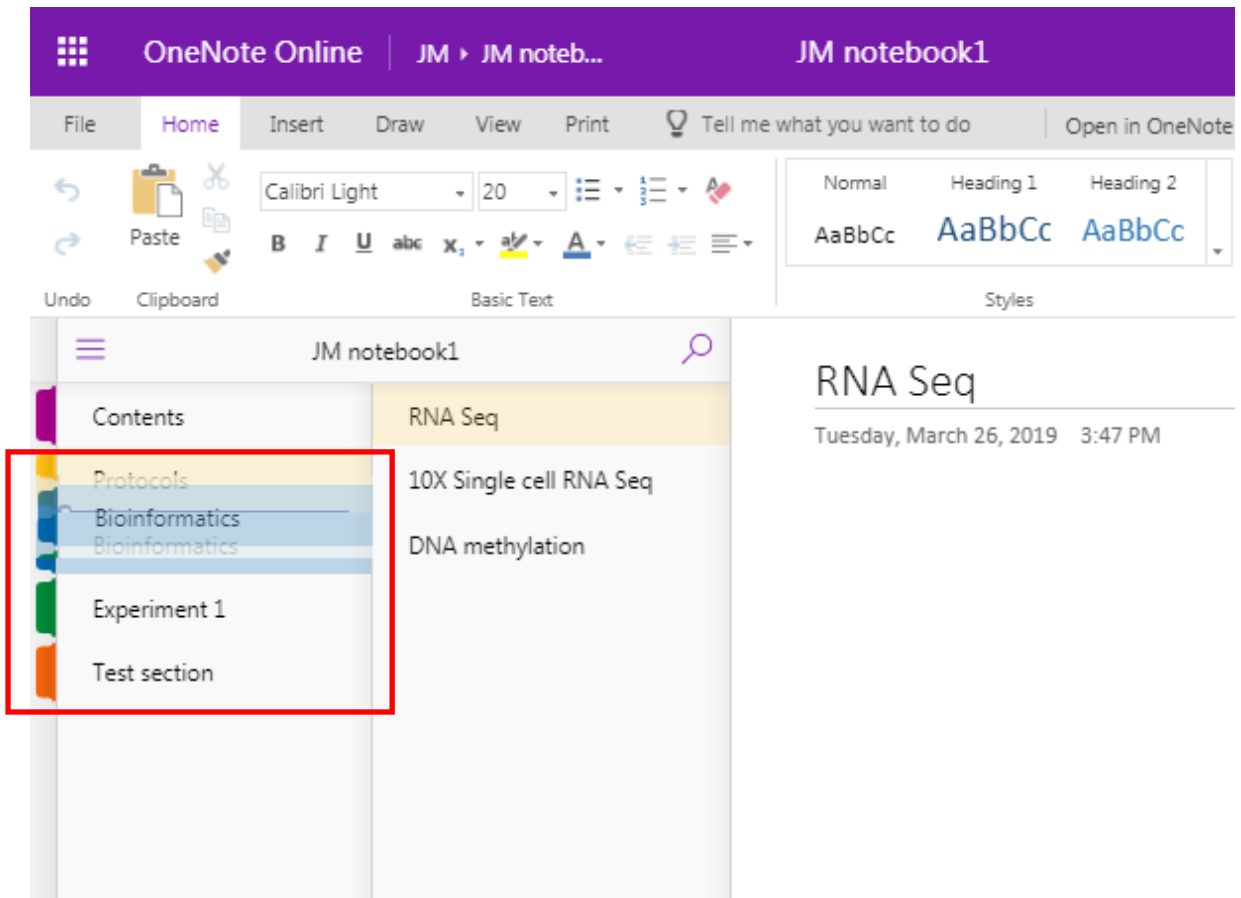 OneNote Online JM ▸ JM noteb... JM notebook1
File Home Insert Draw View Print Tell me what you want to do Open in OneNote
Calibri Light 20
Paste
B I U abc x₂ ab A
Normal Heading 1 Heading 2
AaBbCc AaBbCc AaBbCc
Undo Clipboard Basic Text Styles
JM notebook1
Contents
Protocols
Bioinformatics
Bioinformatics
Experiment 1
Test section
RNA Seq
10X Single cell RNA Seq
DNA methylation
RNA Seq
Tuesday, March 26, 2019 3:47 PM